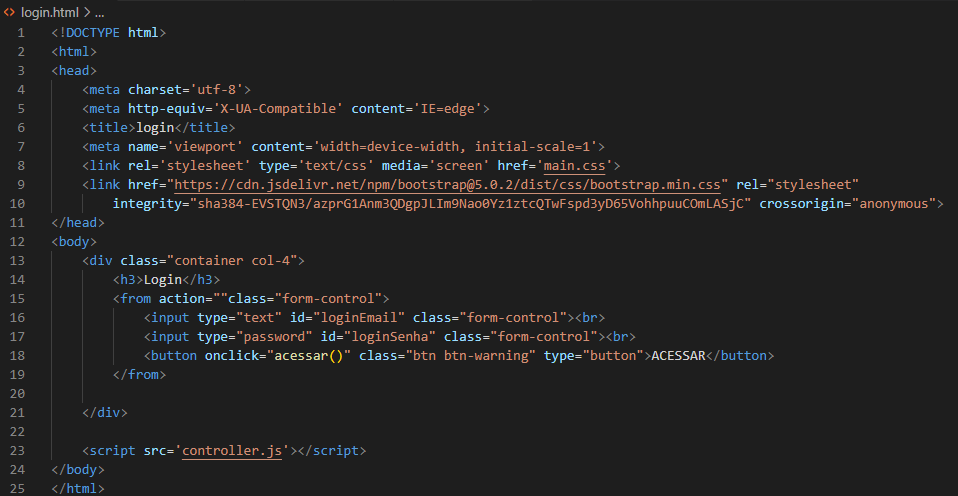 <> login.html > ...
1 <!DOCTYPE html>
2 <html>
3 <head>
4     <meta charset='utf-8'>
5     <meta http-equiv='X-UA-Compatible' content='IE=edge'>
6     <title>login</title>
7     <meta name='viewport' content='width=device-width, initial-scale=1'>
8     <link rel='stylesheet' type='text/css' media='screen' href='main.css'>
9     <link href="https://cdn.jsdelivr.net/npm/bootstrap@5.0.2/dist/css/bootstrap.min.css" rel="stylesheet"
10         integrity="sha384-EVSTQN3/azprG1Anm3QDgpJLIm9Nao0Yz1ztcQTwFspd3yD65VohhpuuCOmLASjC" crossorigin="anonymous">
11 </head>
12 <body>
13     <div class="container col-4">
14         <h3>Login</h3>
15         <from action=""class="form-control">
16             <input type="text" id="loginEmail" class="form-control"><br>
17             <input type="password" id="loginSenha" class="form-control"><br>
18             <button onclick="acessar()" class="btn btn-warning" type="button">ACESSAR</button>
19         </from>
20
21     </div>
22
23     <script src='controller.js'></script>
24 </body>
25 </html>